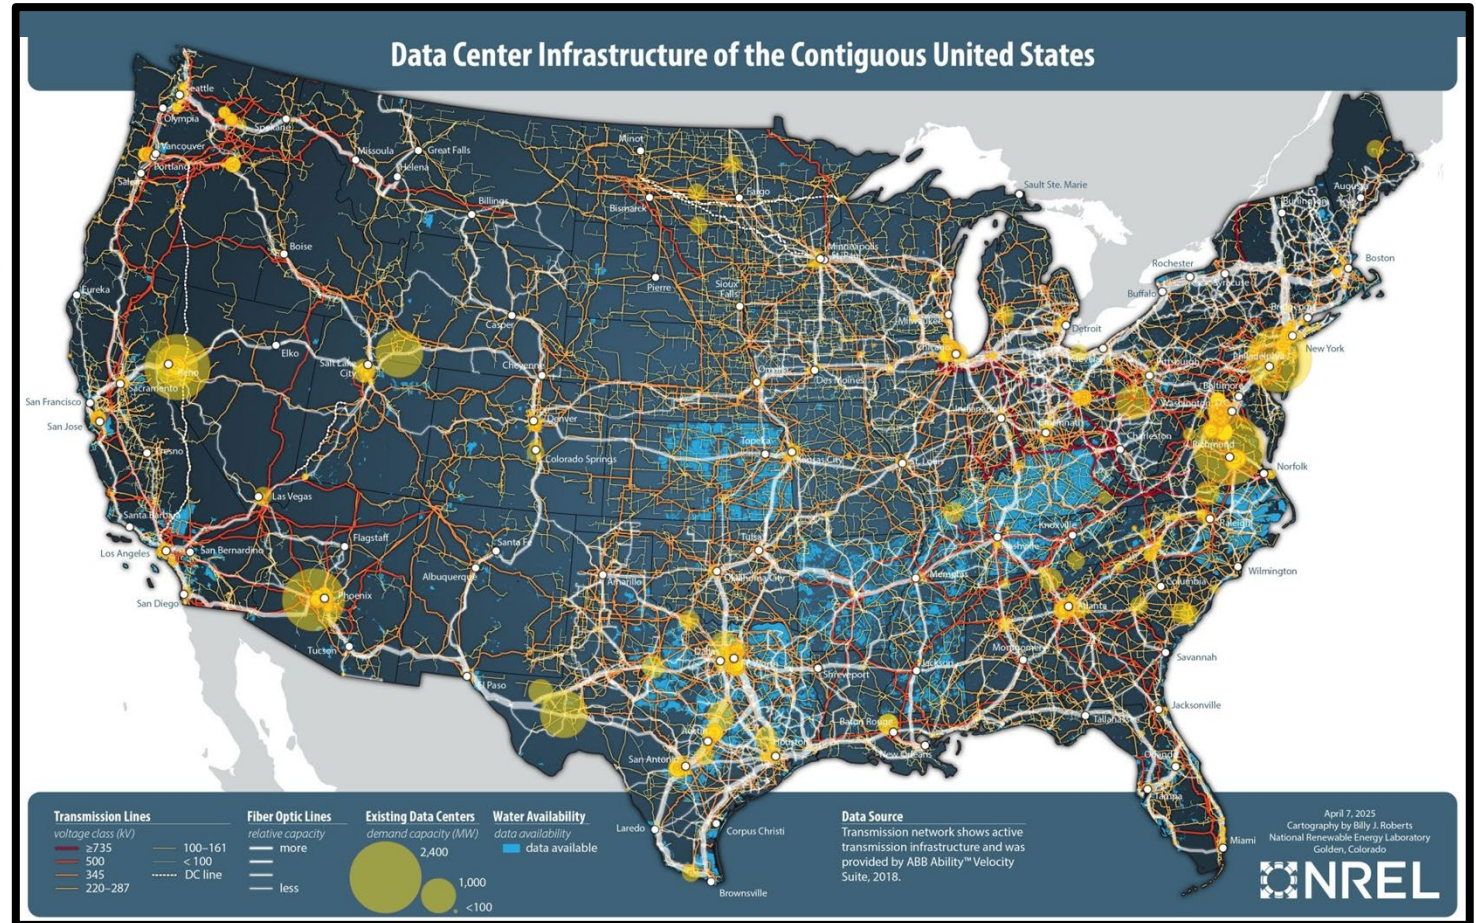 Data Center Infrastructure of the Contiguous United States
Seattle
Olympia
Spokane
Vancouver
Portland
Salem
Missoula
Great Falls
Helena
Billings
Boise
Minot
Bismarck
Fargo
Minneapolis
Pierre
Sioux Falls
Sault Ste. Marie
Augusta
Burlington
Rochester
Syracuse
Buffalo
Boston
New York
Philadelphia
Detroit
Milwaukee
Chicago
Pittsburgh
Baltimore
Washington
Eureka
Reno
Elko
Salt Lake City
Casper
Cheyenne
Omaha
Des Moines
Sacramento
San Francisco
San Jose
Fresno
Denver
Colorado Springs
Topeka
Kansas City
St. Louis
Indianapolis
Cincinnati
Charleston
Richmond
Norfolk
Las Vegas
Santa Barbara
Los Angeles
San Bernardino
San Diego
Flagstaff
Phoenix
Tucson
Santa Fe
Albuquerque
Amarillo
Tulsa
Oklahoma City
Memphis
Nashville
Knoxville
Raleigh
Wilmington
Columbia
Atlanta
Savannah
El Paso
Dallas
Shreveport
Jackson
Montgomery
Jacksonville
Tallahassee
Baton Rouge
New Orleans
Austin
Houston
San Antonio
Orlando
Tampa
Miami
Laredo
Corpus Christi
Brownsville
Transmission Lines
voltage class (kV)
≥735
500
345
220–287
100–161
< 100
DC line
Fiber Optic Lines
relative capacity
more
less
Existing Data Centers
demand capacity (MW)
2,400
1,000
<100
Water Availability
data availability
data available
Data Source
Transmission network shows active
transmission infrastructure and was
provided by ABB Ability™ Velocity
Suite, 2018.
April 7, 2025
Cartography by Billy J. Roberts
National Renewable Energy Laboratory
Golden, Colorado
NREL